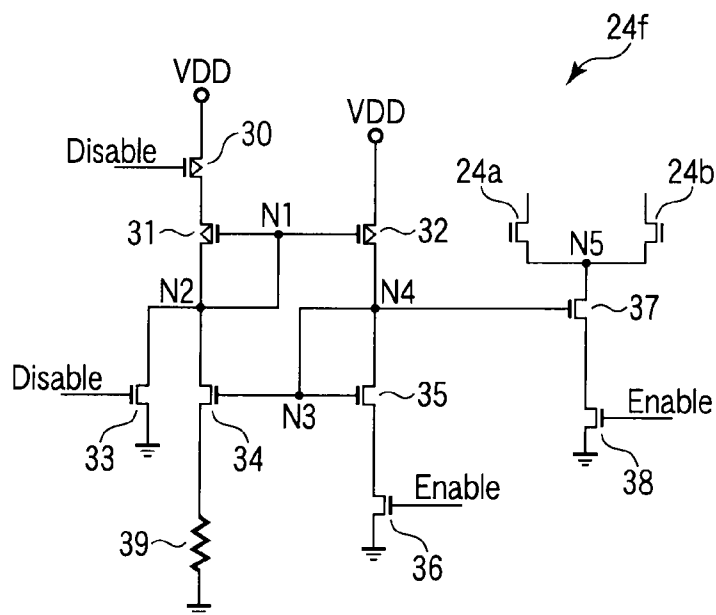 24f
VDD
VDD
30
Disable
24a
24b
31
N1
32
N5
N2
N4
37
Disable
35
Enable
N3
33
34
38
Enable
39
36